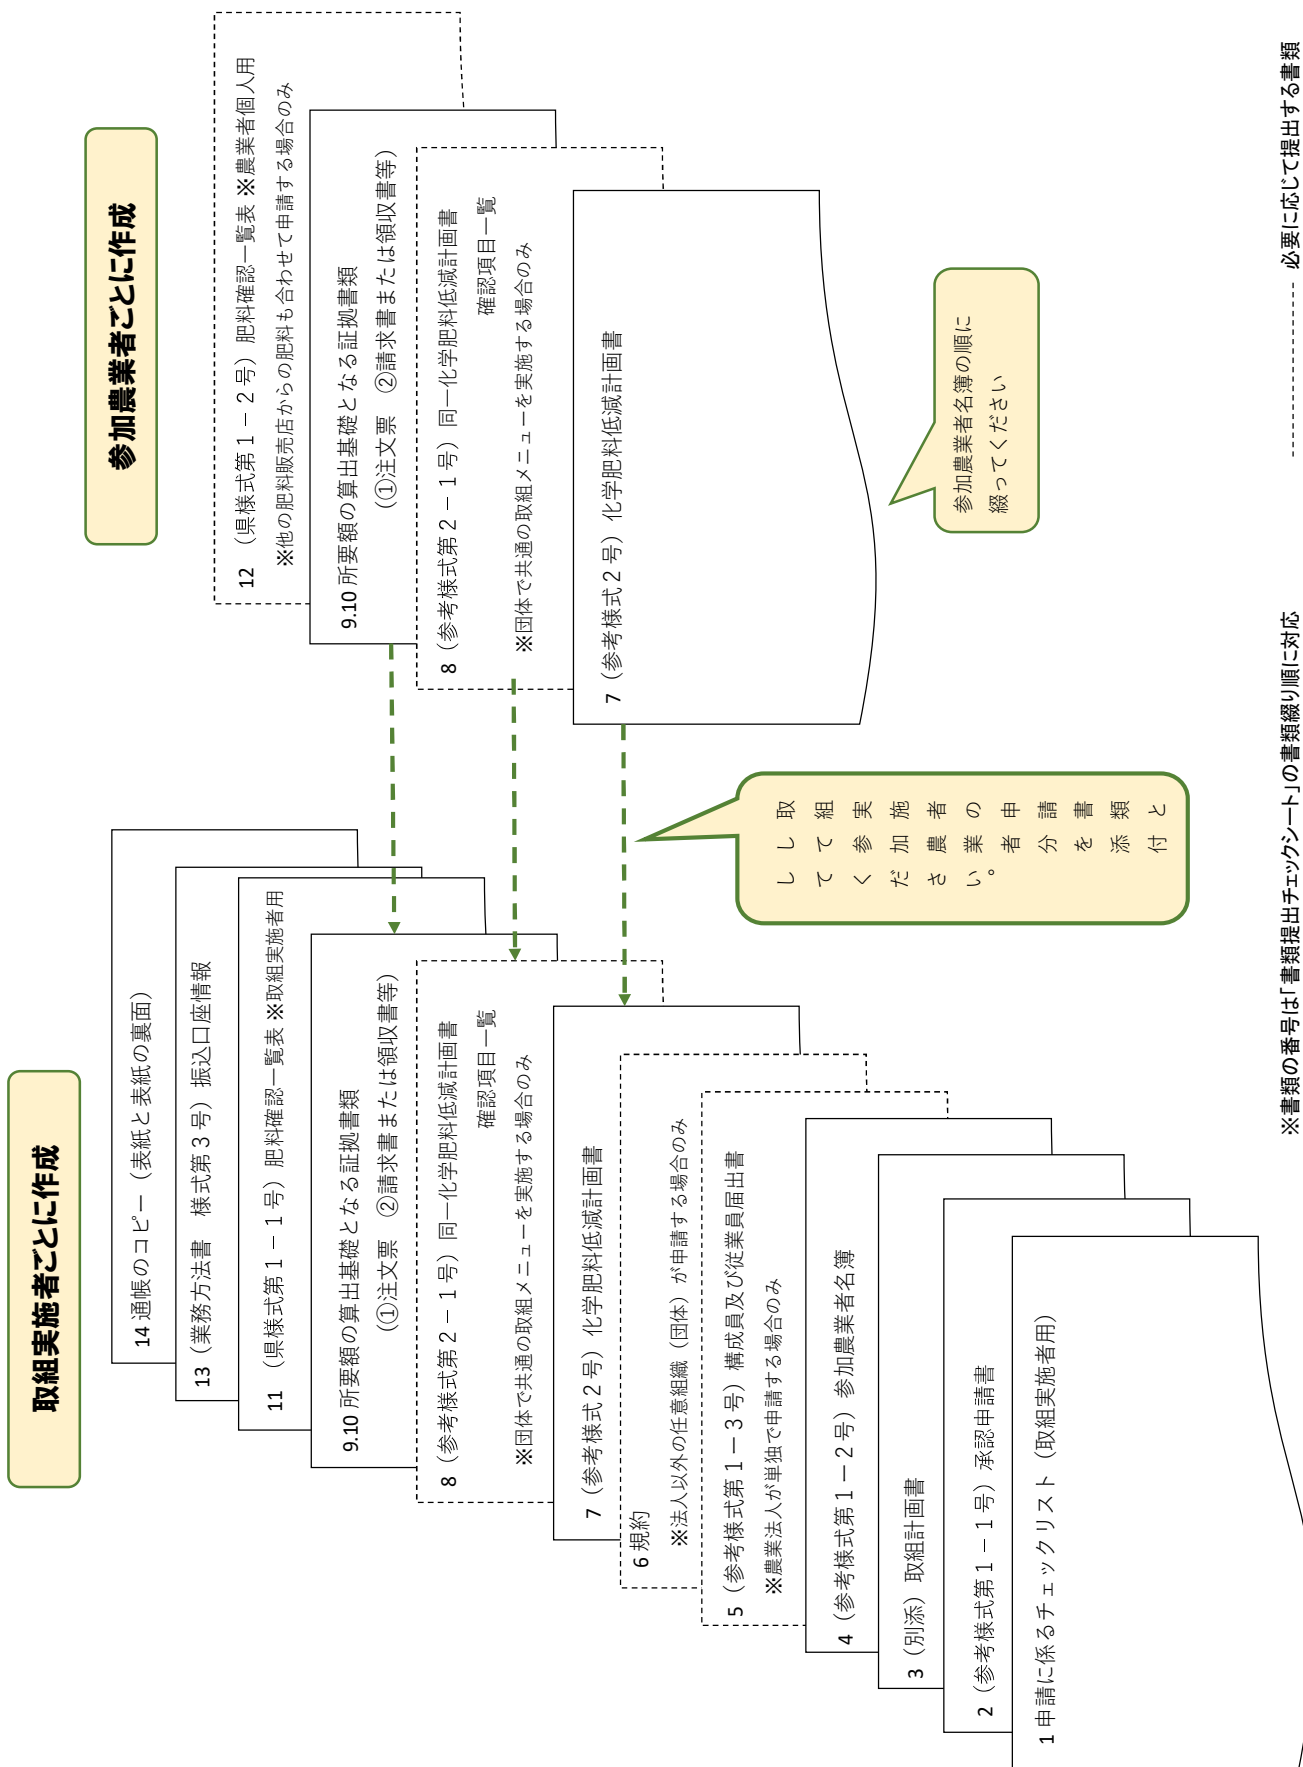 取組実施者ごとに作成
14 通帳のコピー（表紙と表紙の裏面）
13（業務方法書　様式第３号）振込口座情報
11 （県様式第１－１号）肥料確認一覧表 ※取組実施者用
9.10 所要額の算出基礎となる証拠書類
（①注文票　②請求書または領収書等）
8（参考様式第２－１号）同一化学肥料低減計画書
確認項目一覧
※団体で共通の取組メニューを実施する場合のみ
7（参考様式２号）化学肥料低減計画書
6 規約
※法人以外の任意組織（団体）が申請する場合のみ
5（参考様式第１－３号）構成員及び従業員届出書
※農業法人が単独で申請する場合のみ
4（参考様式第１－２号）参加農業者名簿
3（別添）取組計画書
2（参考様式第１－１号）承認申請書
1 申請に係るチェックリスト（取組実施者用）
参加農業者ごとに作成
12 （県様式第１－２号）肥料確認一覧表 ※農業者個人用
※他の肥料販売店からの肥料も合わせて申請する場合のみ
9.10 所要額の算出基礎となる証拠書類
（①注文票　②請求書または領収書等）
8（参考様式第２－１号）同一化学肥料低減計画書
確認項目一覧
※団体で共通の取組メニューを実施する場合のみ
7（参考様式２号）化学肥料低減計画書
取組実施者の申請書類と
して参加農業者分を添付
してください。
参加農業者名簿の順に
綴ってください
※書類の番号は「書類提出チェックシート」の書類綴り順に対応
必要に応じて提出する書類